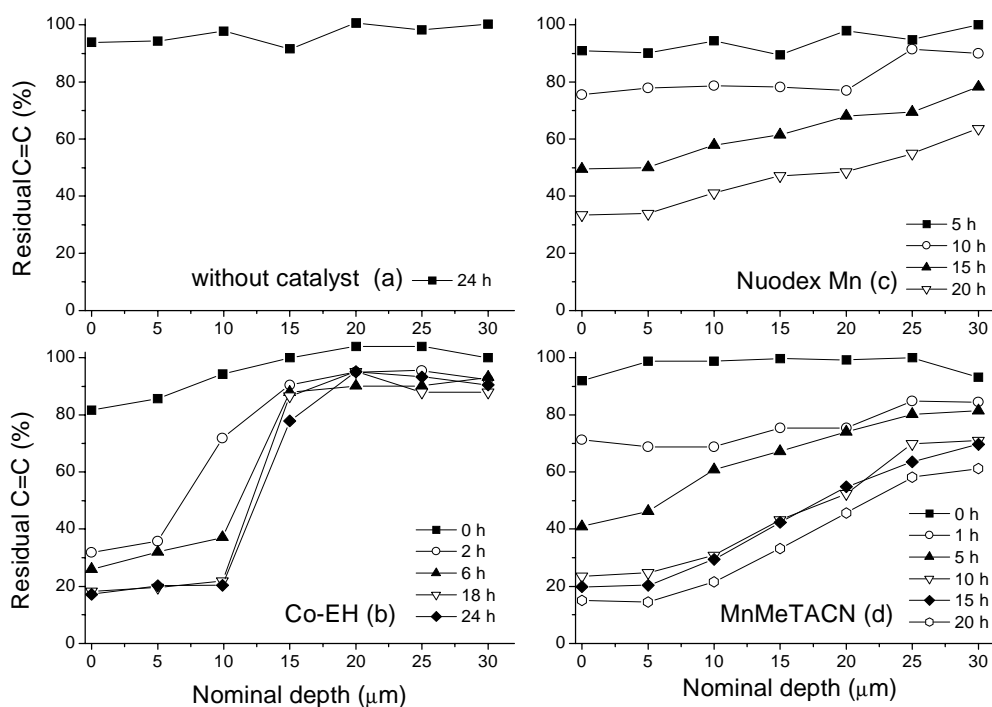 Residual C=C (%)
100
80
60
40
20
0
without catalyst (a)
24 h
0 5 10 15 20 25 30
100
80
60
40
20
0
5 h
10 h
15 h
20 h
Nuodex Mn (c)
0 5 10 15 20 25 30
Residual C=C (%)
100
80
60
40
20
0
0 h
2 h
6 h
18 h
24 h
Co-EH (b)
0 5 10 15 20 25 30
Nominal depth (μm)
100
80
60
40
20
0
0 h
1 h
5 h
10 h
15 h
20 h
MnMeTACN (d)
0 5 10 15 20 25 30
Nominal depth (μm)